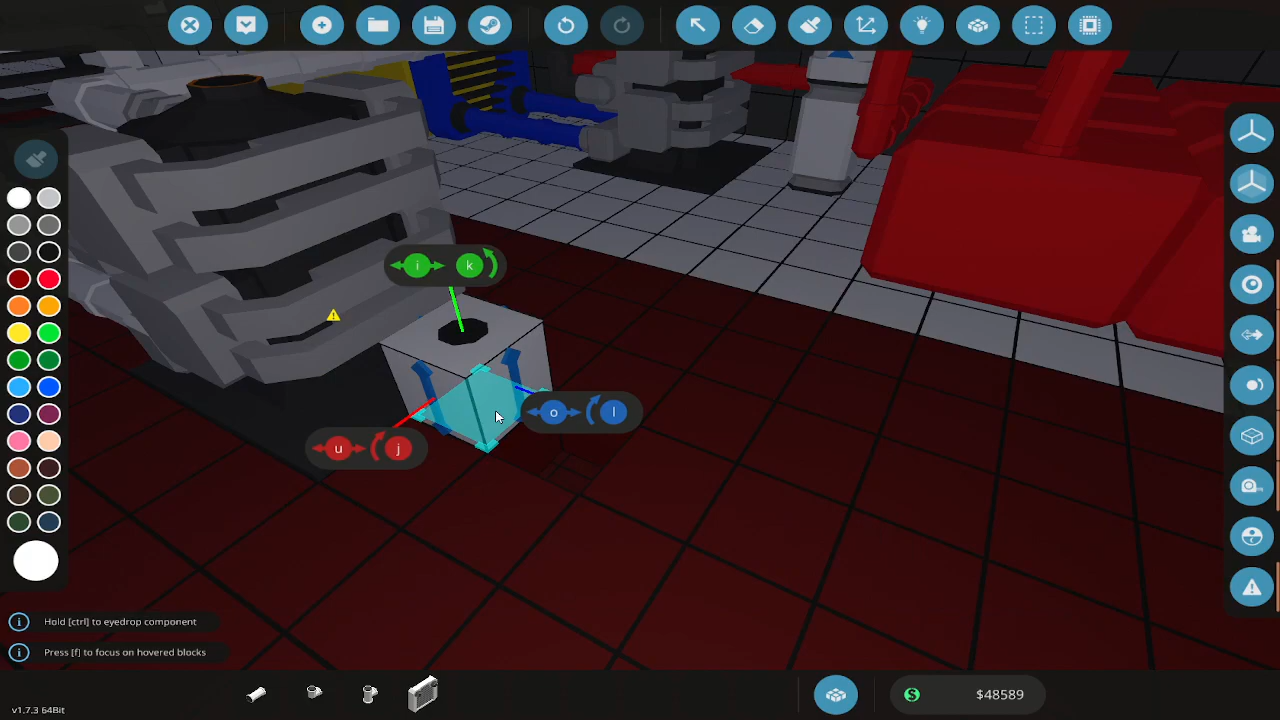 i k
o l
u j
Hold [ctrl] to eyedrop component
Press [f] to focus on hovered blocks
$ $48589
v1.7.3 64Bit